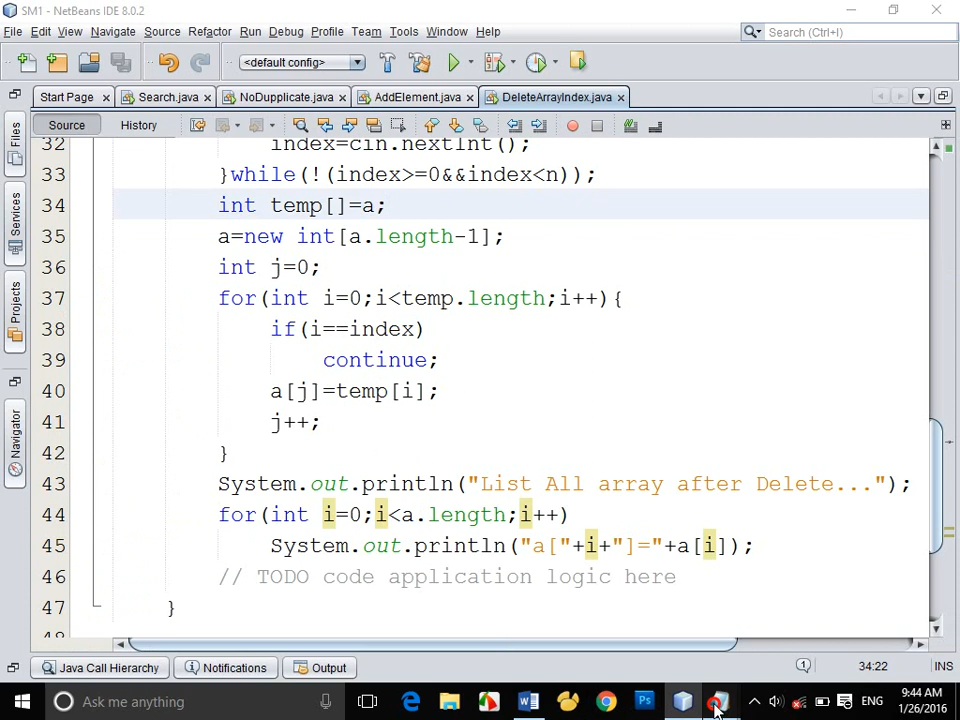 SM1 - NetBeans IDE 8.0.2
File Edit View Navigate Source Refactor Run Debug Profile Team Tools Window Help
Search (Ctrl+I)
<default config>
Start Page
Search.java
NoDupplicate.java
AddElement.java
DeleteArrayIndex.java
Source
History
Files
Services
Projects
Navigator
32 index=cin.nextInt();
33 }while(!(index>=0&&index<n));
34 int temp[]=a;
35 a=new int[a.length-1];
36 int j=0;
37 for(int i=0;i<temp.length;i++){
38 if(i==index)
39 continue;
40 a[j]=temp[i];
41 j++;
42 }
43 System.out.println("List All array after Delete...");
44 for(int i=0;i<a.length;i++)
45 System.out.println("a["+i+"]="+a[i]);
46 // TODO code application logic here
47 }
Java Call Hierarchy
Notifications
Output
1
34:22
INS
Ask me anything
Ps
ENG
9:44 AM
1/26/2016